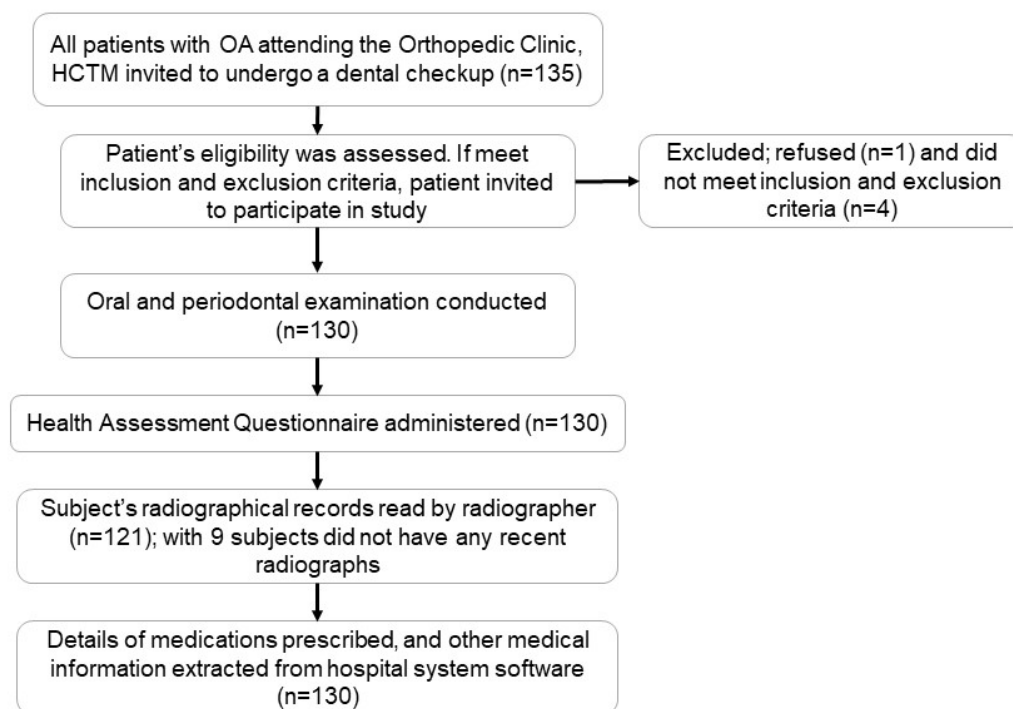 All patients with OA attending the Orthopedic Clinic,
HCTM invited to undergo a dental checkup (n=135)
Patient’s eligibility was assessed. If meet
inclusion and exclusion criteria, patient invited
to participate in study
Excluded; refused (n=1) and did
not meet inclusion and exclusion
criteria (n=4)
Oral and periodontal examination conducted
(n=130)
Health Assessment Questionnaire administered (n=130)
Subject’s radiographical records read by radiographer
(n=121); with 9 subjects did not have any recent
radiographs
Details of medications prescribed, and other medical
information extracted from hospital system software
(n=130)